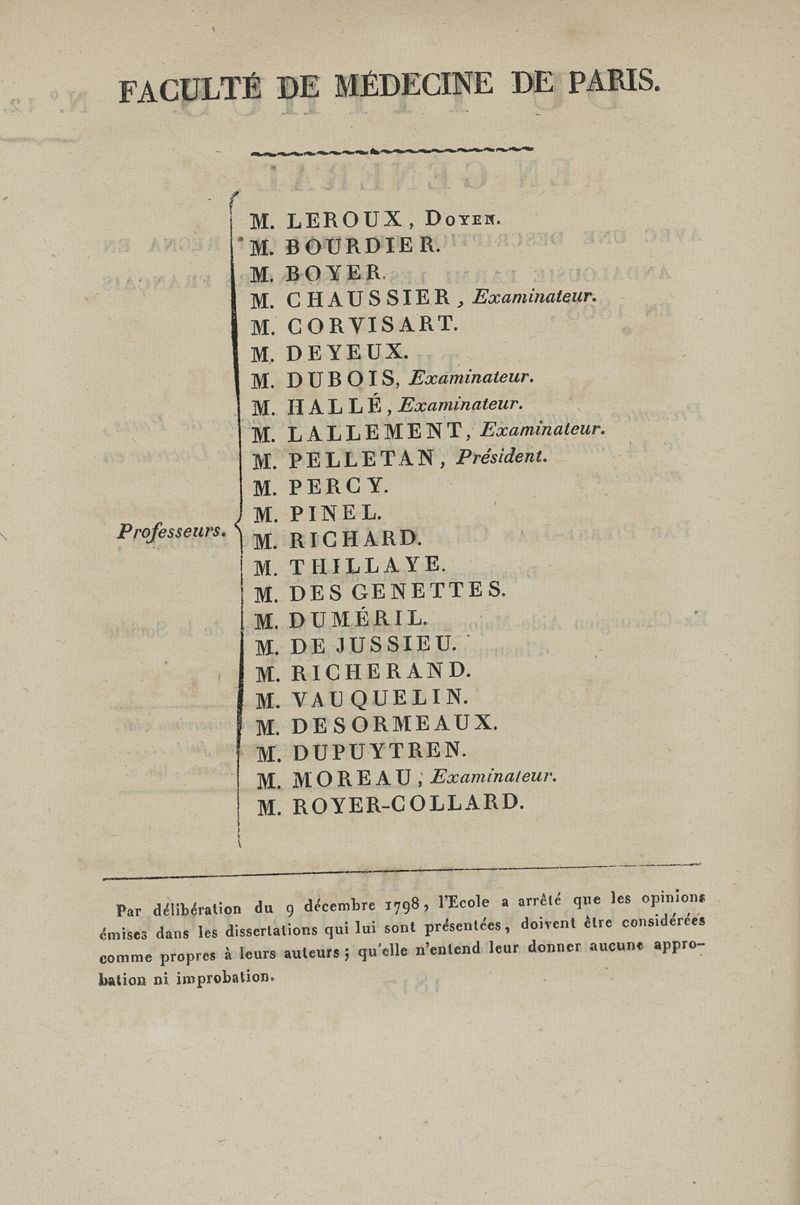 FACULTÉ DE MÉDECINE DE PARIS.
M. LEROUX, DOYEN.
M. BOURDIER.
M. BOYER.
M. CHAUSSIER, Examinateur.
M. CORVISART.
M. DEYEUX.
M. DUBOIS, Examinateur.
M. HALLÉ, Examinateur.
M. LALLEMENT, Examinateur.
M. PELLETAN, Président.
M. PERCY.
M. PINEL.
Professeurs.
M. RICHARD.
M. THILLAYE.
M. DES GENETTES.
M. DUMÉRIL.
M. DE JUSSIEU.
M. RICHERAND.
M. VAUQUELIN.
M. DESORMEAUX.
M. DUPUYTREN.
M. MOREAU, Examinateur.
M. ROYER-COLLARD.
Par délibération du 9 décembre 1798, l'Ecole a arrêté que les opinions
émises dans les dissertations qui lui sont présentées, doivent être considérées
comme propres à leurs auteurs ; qu'elle n'entend leur donner aucune appro-
bation ni improbation.